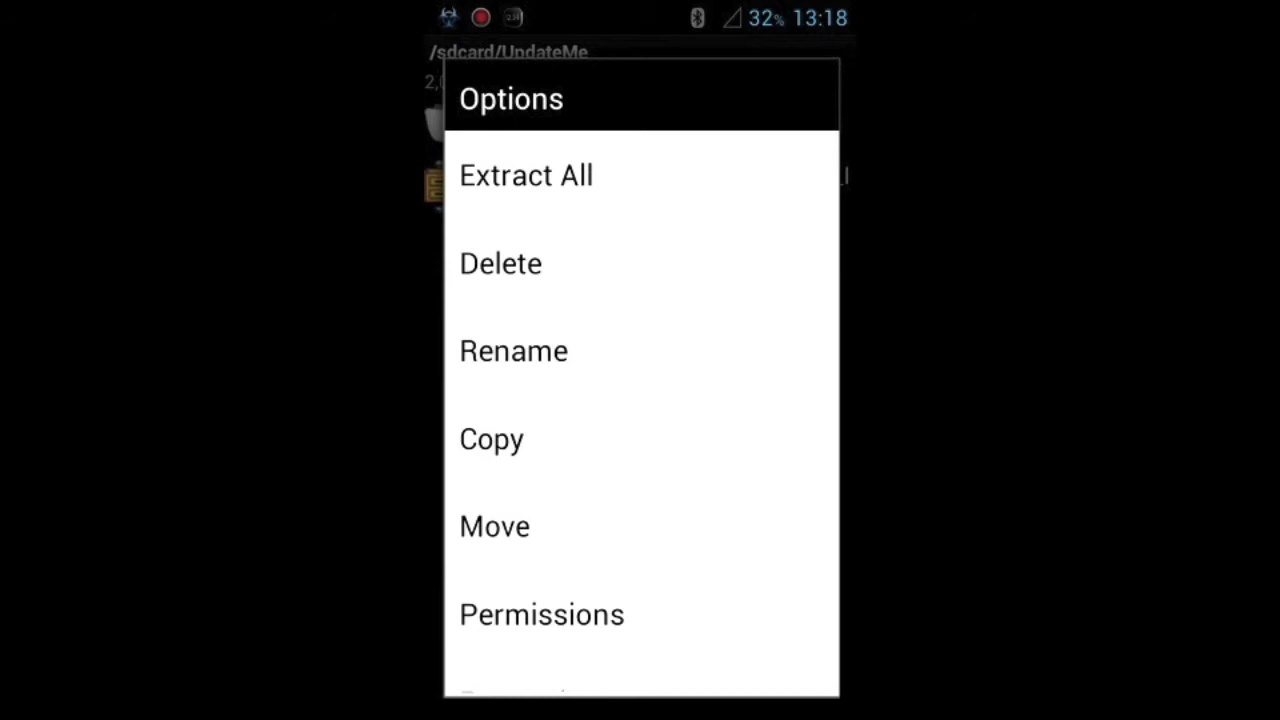 32% 13:18
/sdcard/UpdateMe
Options
Extract All
Delete
Rename
Copy
Move
Permissions